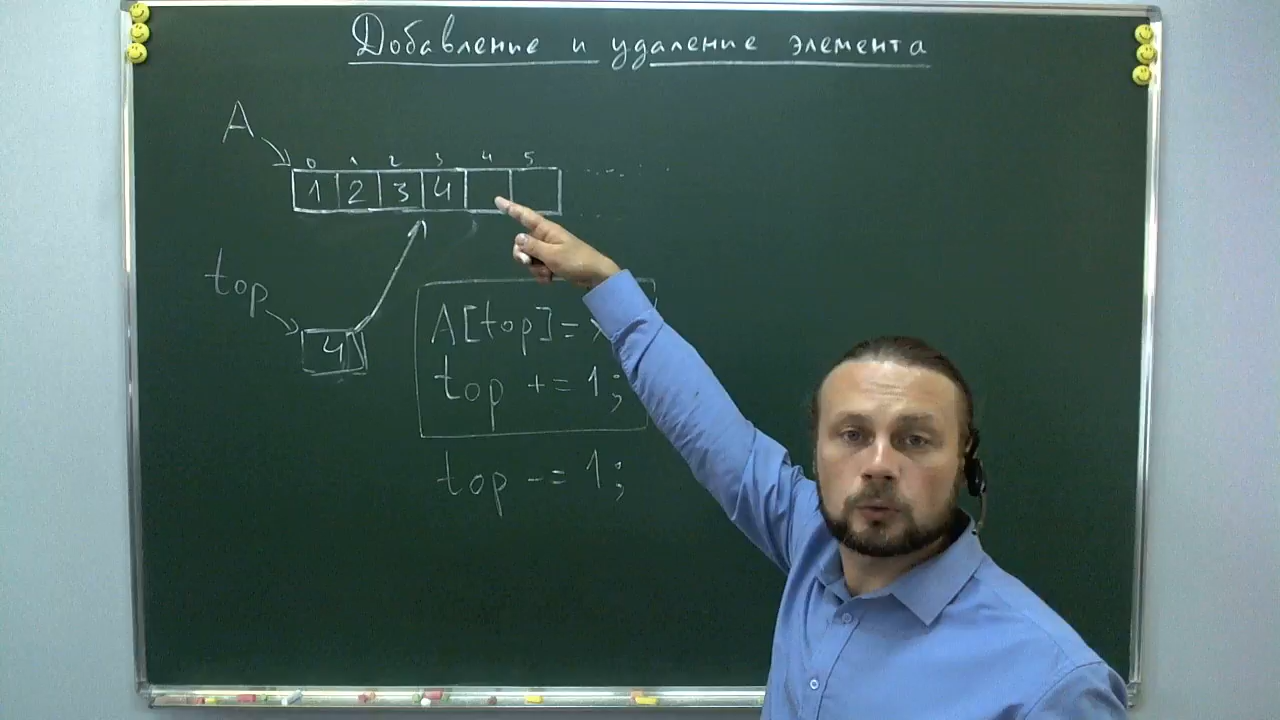 Добавление и удаление элемента
A
0 1 2 3 4 5
1 2 3 4
top
4
A[top]=
top += 1;
top -= 1;